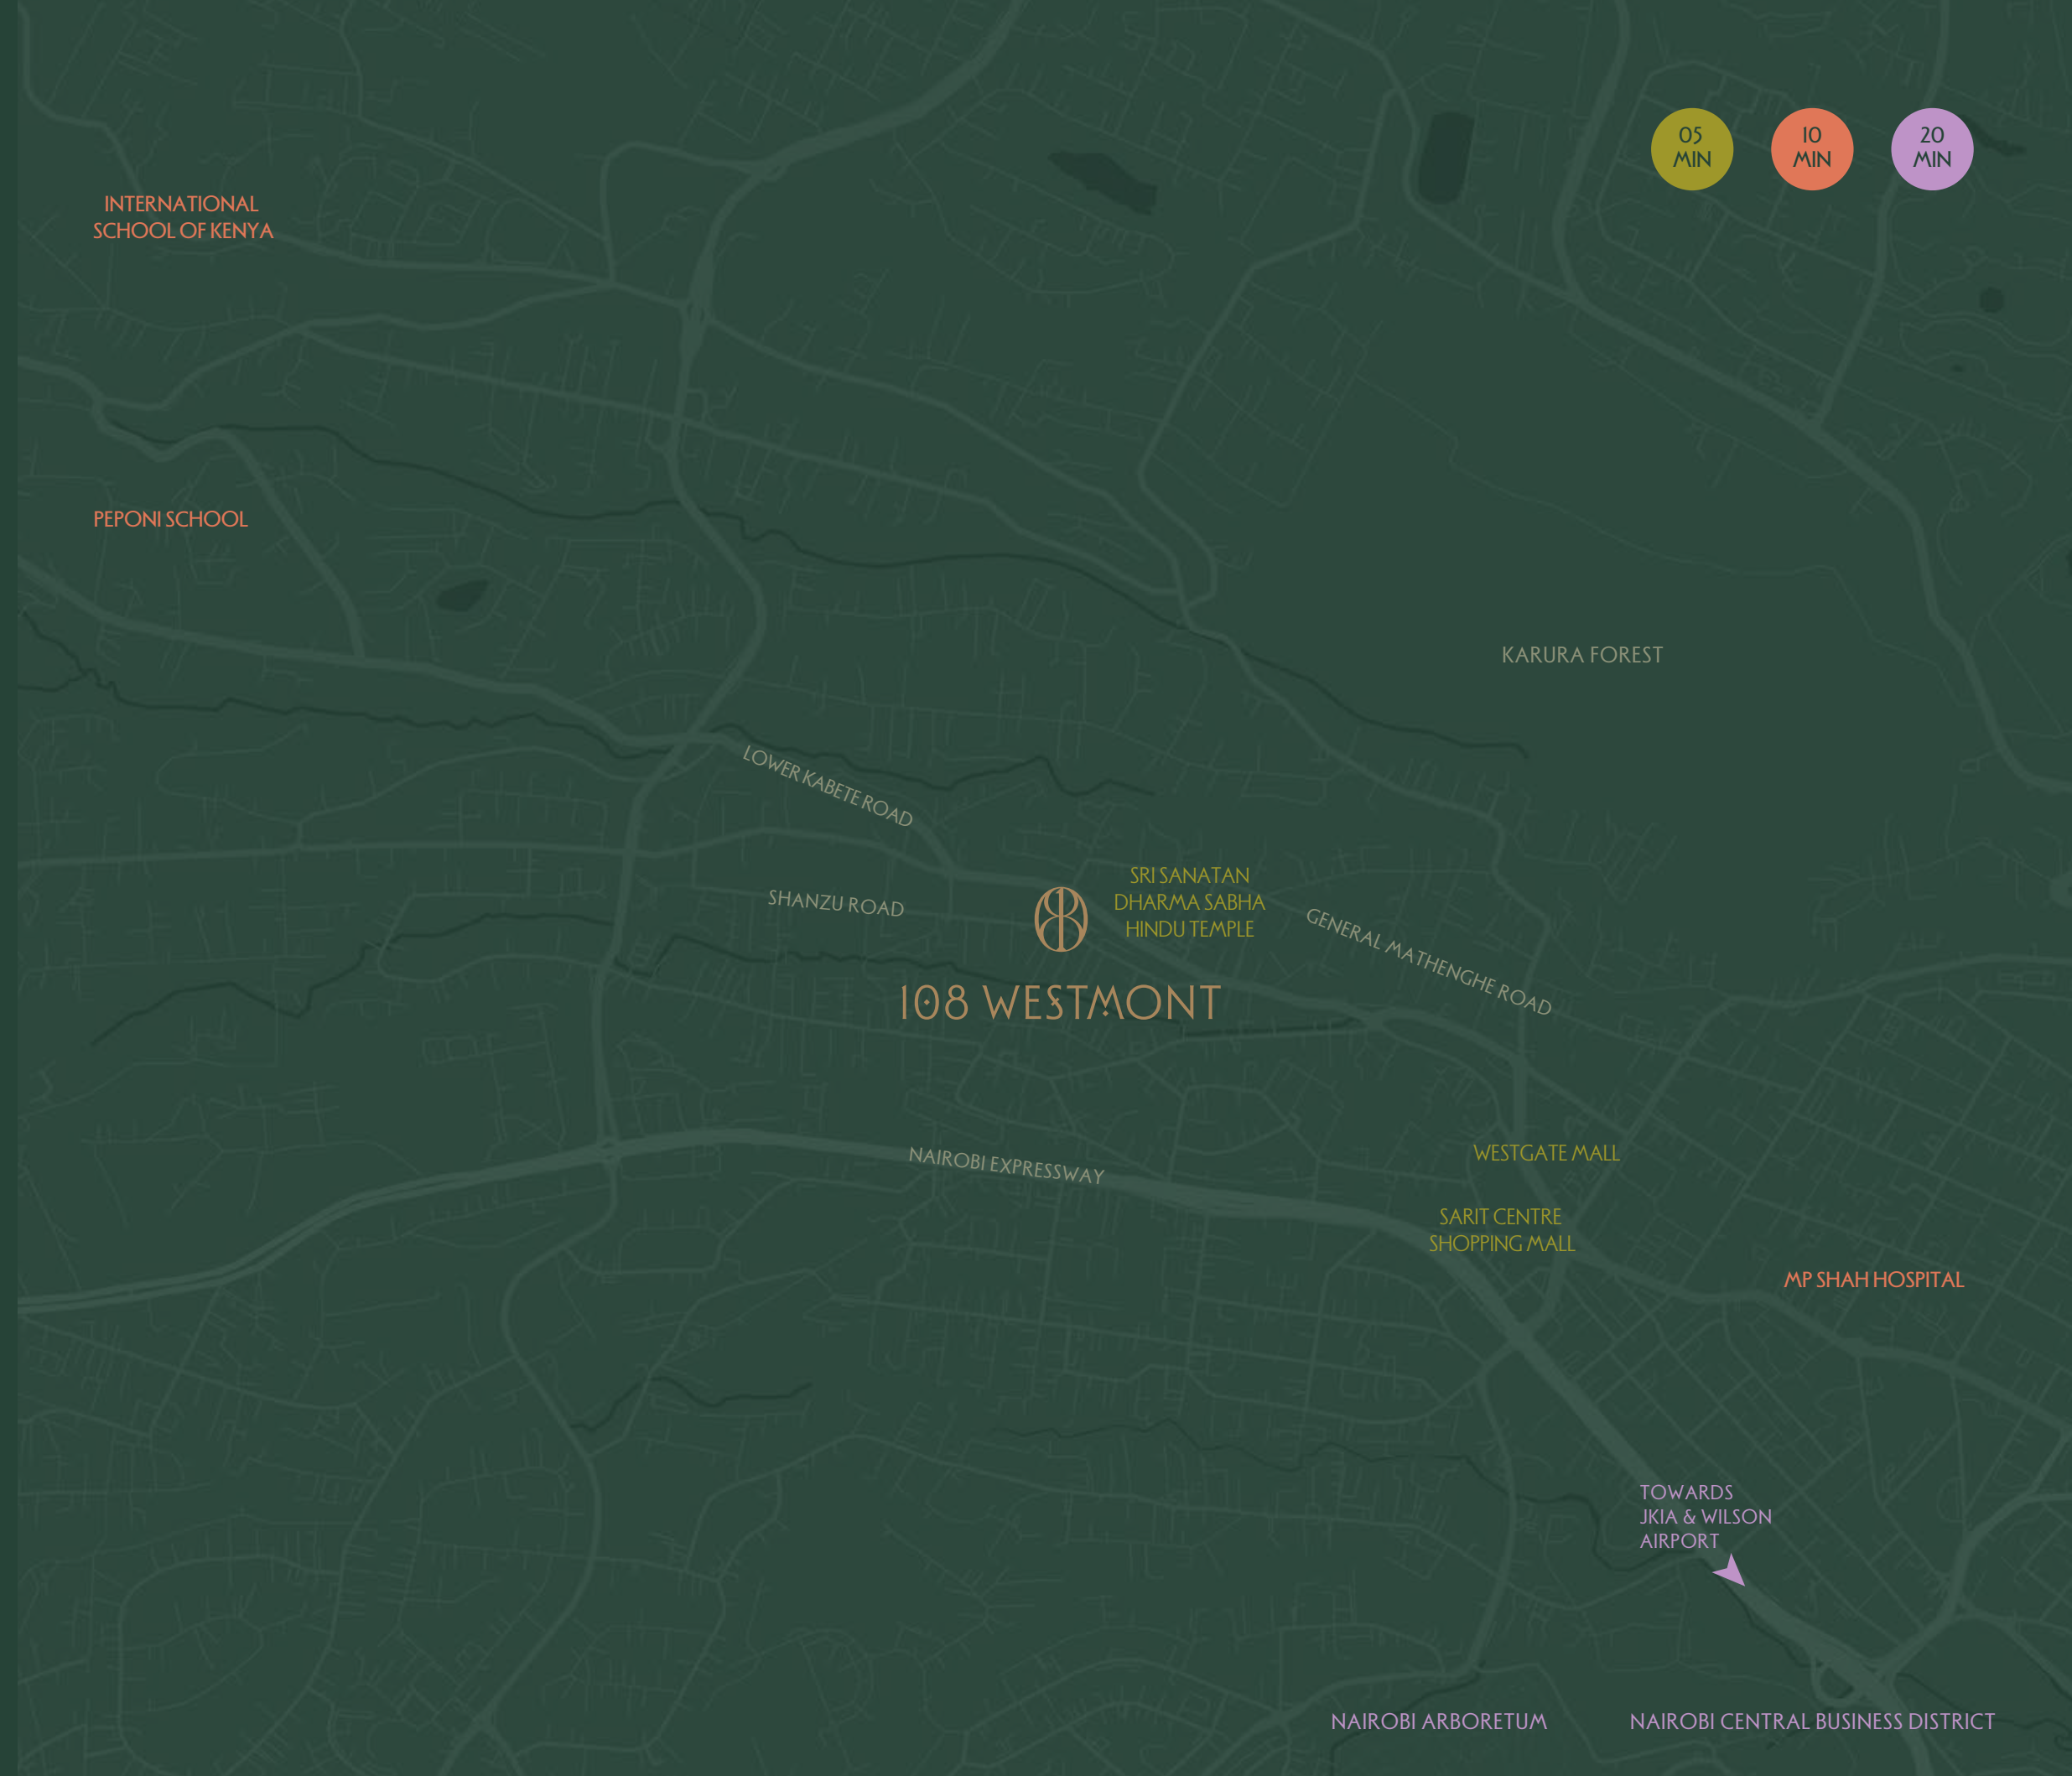 05
MIN
10
MIN
20
MIN
INTERNATIONAL
SCHOOL OF KENYA
PEPONI SCHOOL
KARURA FOREST
LOWER KABETE ROAD
SHANZU ROAD
SRI SANATAN
DHARMA SABHA
HINDU TEMPLE
GENERAL MATHENGHE ROAD
108 WESTMONT
NAIROBI EXPRESSWAY
WESTGATE MALL
SARIT CENTRE
SHOPPING MALL
MP SHAH HOSPITAL
TOWARDS
JKIA & WILSON
AIRPORT
NAIROBI ARBORETUM
NAIROBI CENTRAL BUSINESS DISTRICT